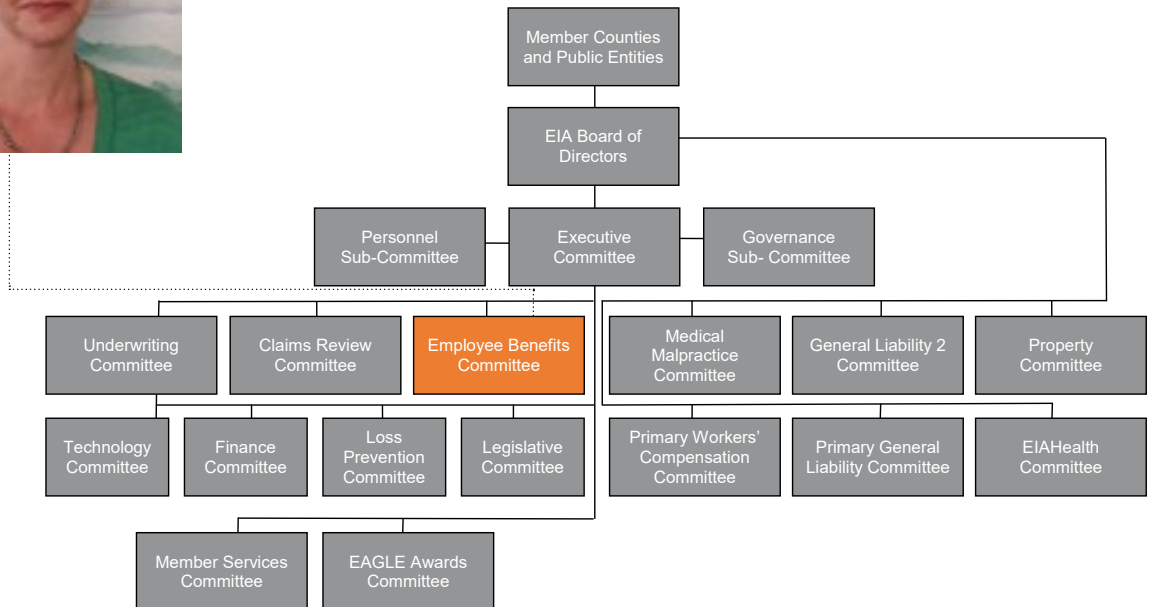 Member Counties
and Public Entities
EIA Board of
Directors
Personnel
Sub-Committee
Executive
Committee
Governance
Sub- Committee
Underwriting
Committee
Claims Review
Committee
Employee Benefits
Committee
Medical
Malpractice
Committee
General Liability 2
Committee
Property
Committee
Technology
Committee
Finance
Committee
Loss
Prevention
Committee
Legislative
Committee
Primary Workers’
Compensation
Committee
Primary General
Liability Committee
EIAHealth
Committee
Member Services
Committee
EAGLE Awards
Committee